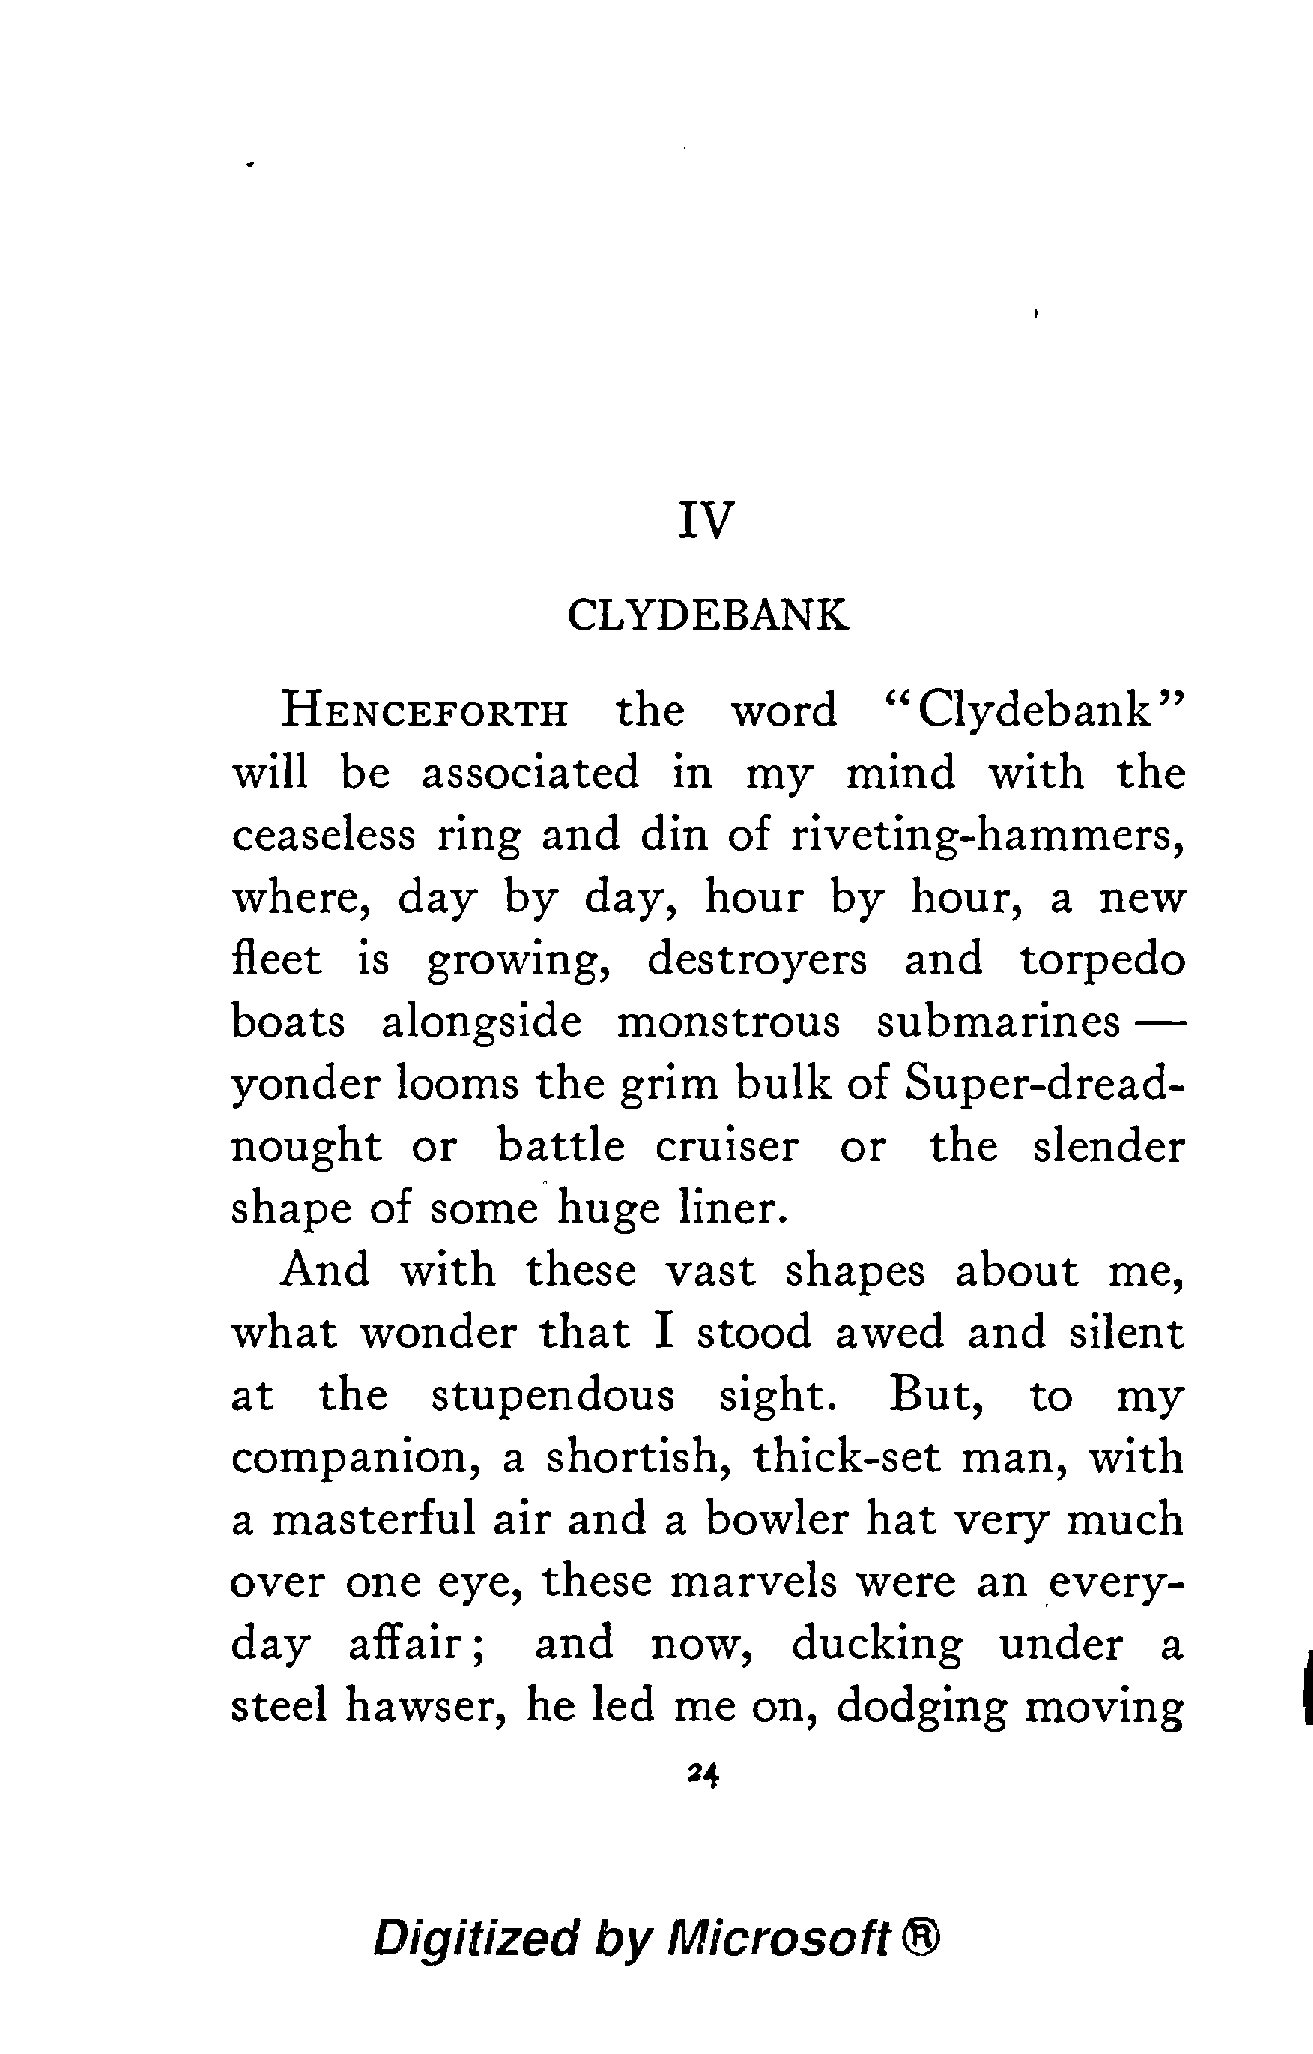 IV
CLYDEBANK
HENCEFORTH the word “Clydebank”
will be associated in my mind with the
ceaseless ring and din of riveting-hammers,
where, day by day, hour by hour, a new
fleet is growing, destroyers and torpedo
boats alongside monstrous submarines —
yonder looms the grim bulk of Super-dread-
nought or battle cruiser or the slender
shape of some huge liner.
And with these vast shapes about me,
what wonder that I stood awed and silent
at the stupendous sight. But, to my
companion, a shortish, thick-set man, with
a masterful air and a bowler hat very much
over one eye, these marvels were an every-
day affair; and now, ducking under a
steel hawser, he led me on, dodging moving
24
Digitized by Microsoft ®